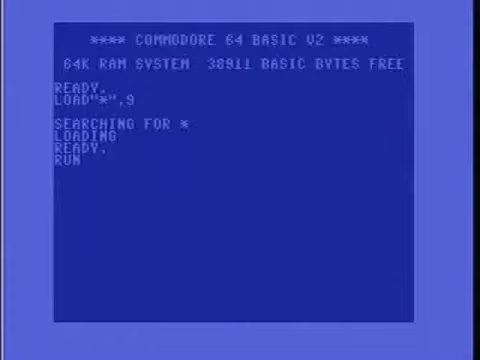 **** COMMODORE 64 BASIC V2 ****
64K RAM SYSTEM 38911 BASIC BYTES FREE
READY.
LOAD"*",9
SEARCHING FOR *
LOADING
READY.
RUN